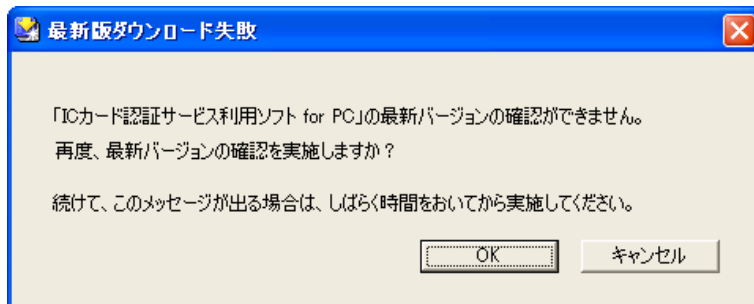 最新版ダウンロード失敗
「ICカード認証サービス利用ソフト for PC」の最新バージョンの確認ができません。
再度、最新バージョンの確認を実施しますか？
続けて、このメッセージが出る場合は、しばらく時間をおいてから実施してください。
OK
キャンセル